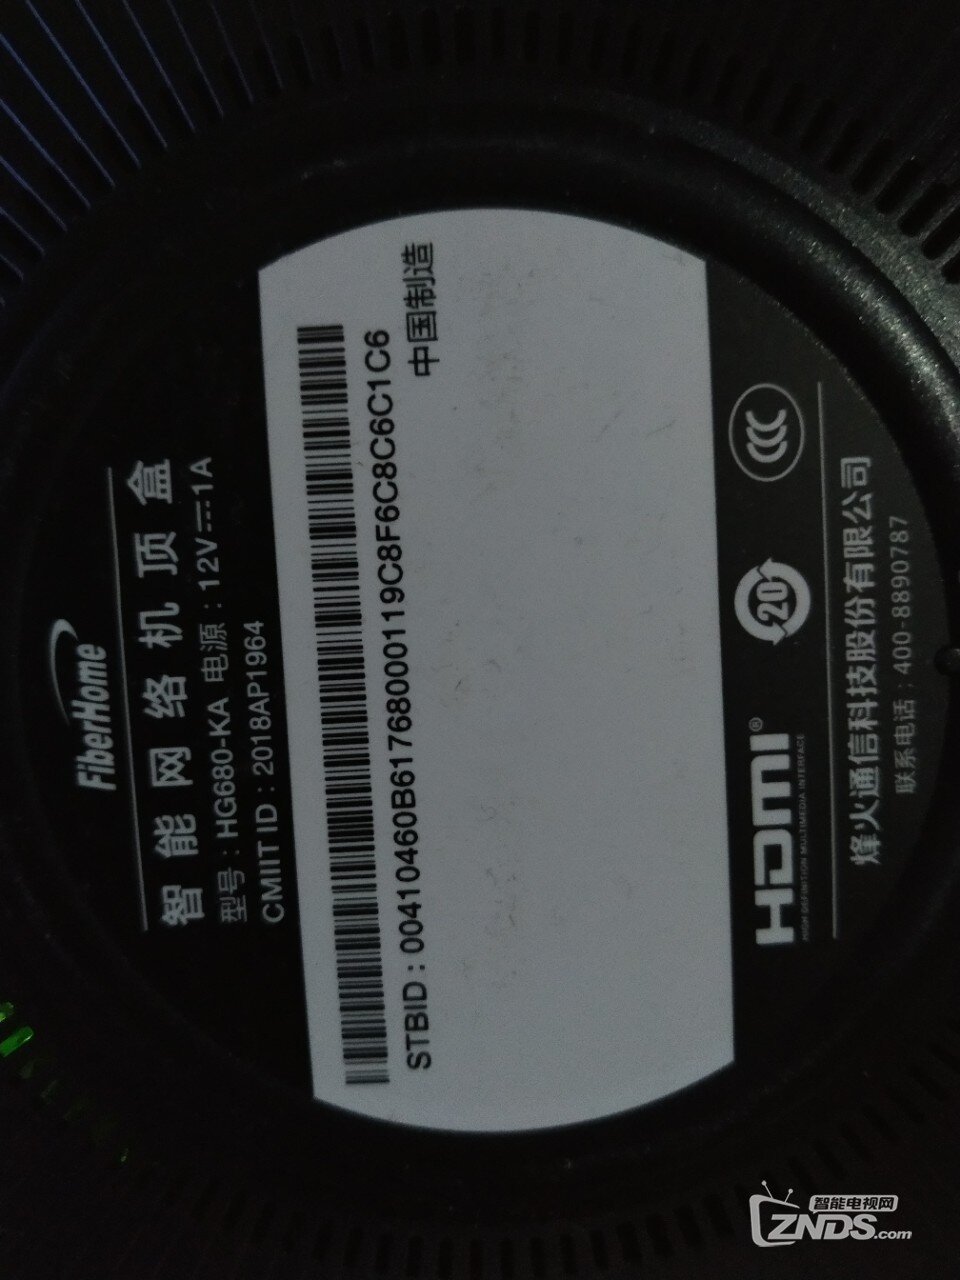 FiberHome
智能网络机顶盒
型号：HG680-KA 电源：12V⎓1A
CMIIT ID：2018AP1964
STBID：00410460B6176800119C8F6C8C6C1C6
中国制造
HDMI®
HIGH DEFINITION MULTIMEDIA INTERFACE
20
CCC
烽火通信科技股份有限公司
联系电话：400-8890787
智能电视网
ZNDS.com